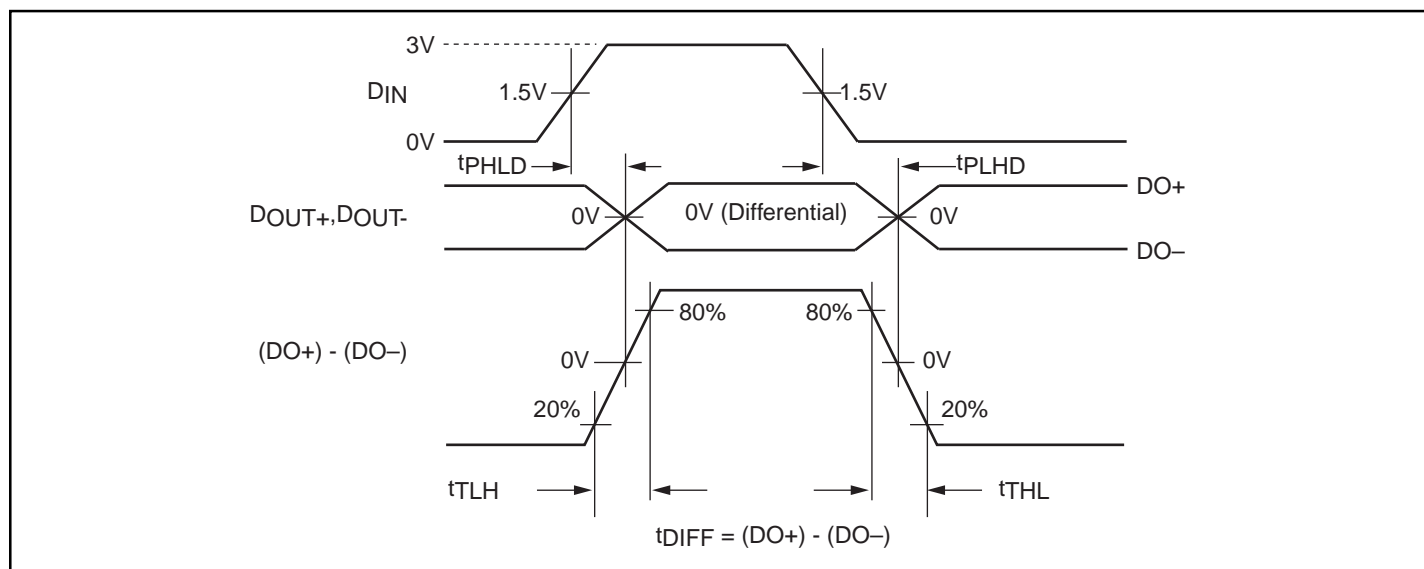 3V
DIN
1.5V
1.5V
0V
tPHLD
tPLHD
DO+
DOUT+,DOUT-
0V
0V (Differential)
0V
DO–
80%
80%
(DO+) - (DO–)
0V
0V
20%
20%
tTLH
tTHL
tDIFF = (DO+) - (DO–)